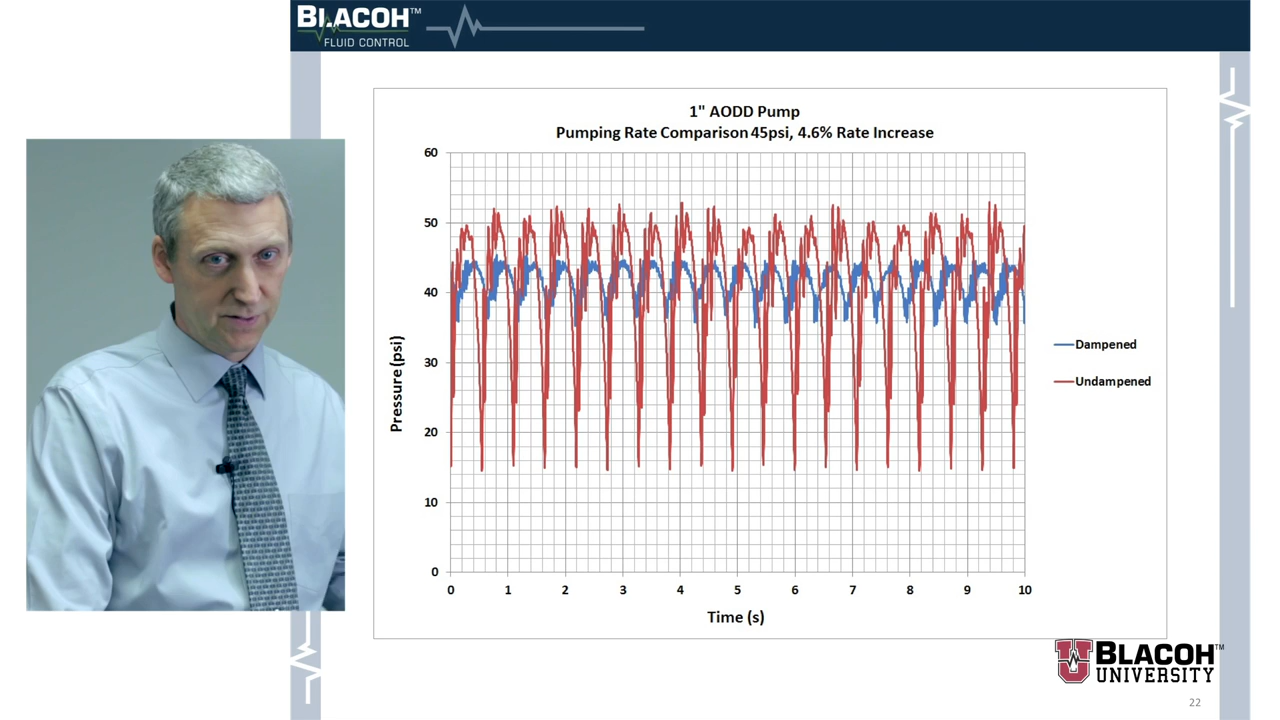 BLACOH™
FLUID CONTROL
1" AODD Pump
Pumping Rate Comparison 45psi, 4.6% Rate Increase
60
50
40
30
20
10
0
Pressure (psi)
0 1 2 3 4 5 6 7 8 9 10
Time (s)
Dampened
Undampened
U BLACOH™
UNIVERSITY
22